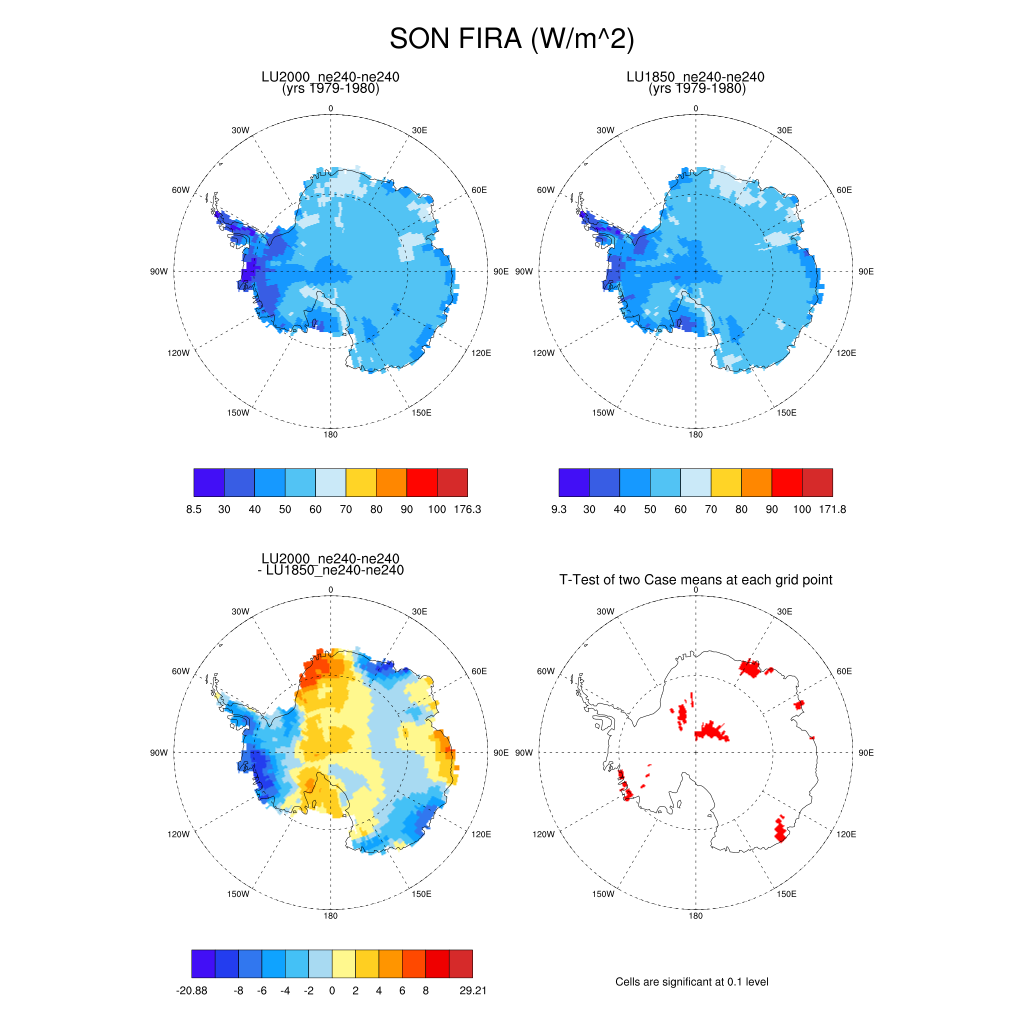 SON FIRA (W/m^2)
LU2000_ne240-ne240
(yrs 1979-1980)
LU1850_ne240-ne240
(yrs 1979-1980)
0
30W
30E
60W
60E
90W
90E
120W
120E
150W
150E
180
0
30W
30E
60W
60E
90W
90E
120W
120E
150W
150E
180
8.5 30 40 50 60 70 80 90 100 176.3
9.3 30 40 50 60 70 80 90 100 171.8
LU2000_ne240-ne240
- LU1850_ne240-ne240
T-Test of two Case means at each grid point
0
30W
30E
60W
60E
90W
90E
120W
120E
150W
150E
180
0
30W
30E
60W
60E
90W
90E
120W
120E
150W
150E
180
-20.88 -8 -6 -4 -2 0 2 4 6 8 29.21
Cells are significant at 0.1 level